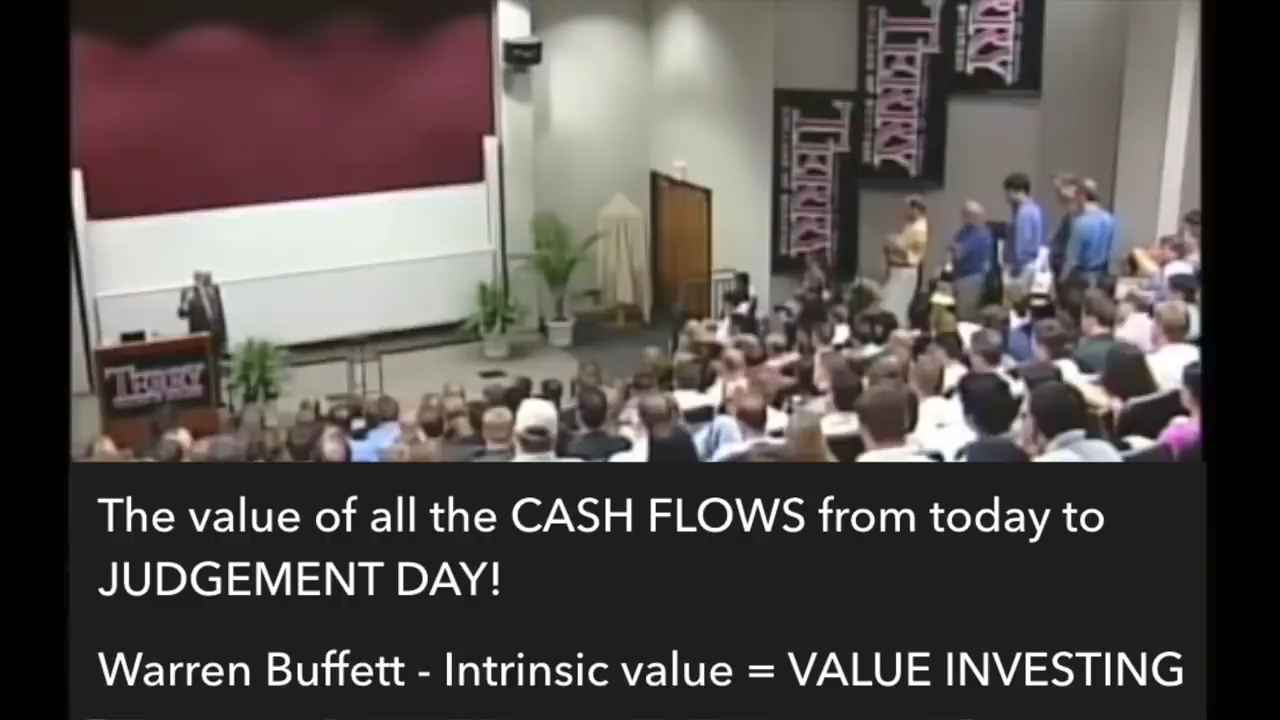 TERRY
TERRY
TERRY
The value of all the CASH FLOWS from today to
JUDGEMENT DAY!
Warren Buffett - Intrinsic value = VALUE INVESTING